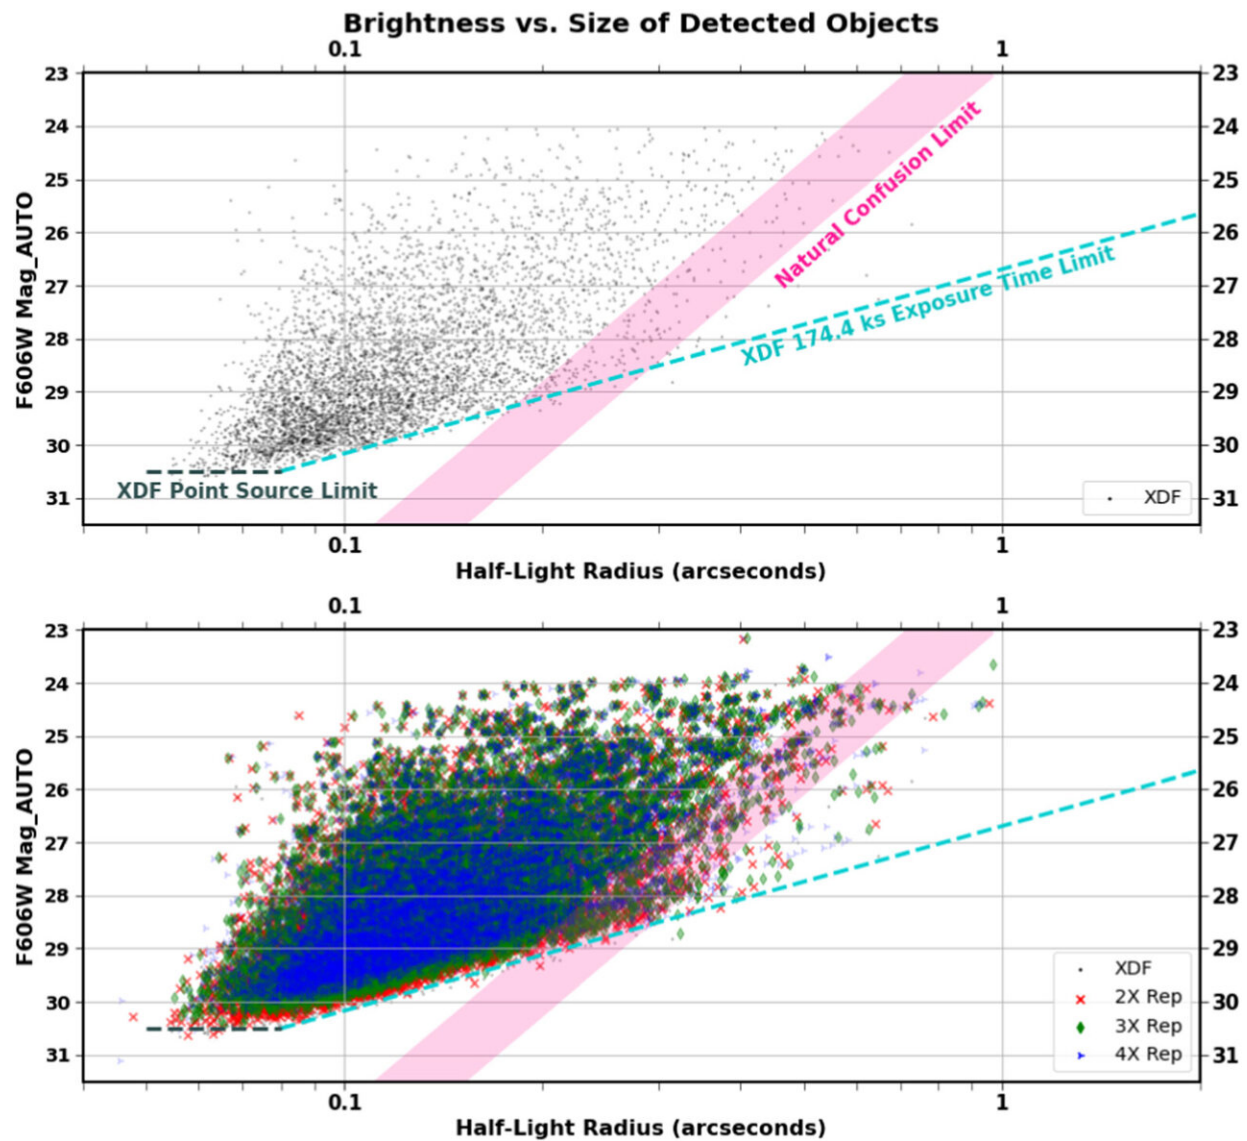 Brightness vs. Size of Detected Objects
0.1 1
23 23
24 24
25 25
26 26
27 27
28 28
29 29
30 30
31 31
F606W Mag_AUTO
Natural Confusion Limit
XDF 174.4 ks Exposure Time Limit
XDF Point Source Limit
XDF
0.1 1
Half-Light Radius (arcseconds)
0.1 1
23 23
24 24
25 25
26 26
27 27
28 28
29 29
30 30
31 31
F606W Mag_AUTO
XDF
2X Rep
3X Rep
4X Rep
0.1 1
Half-Light Radius (arcseconds)